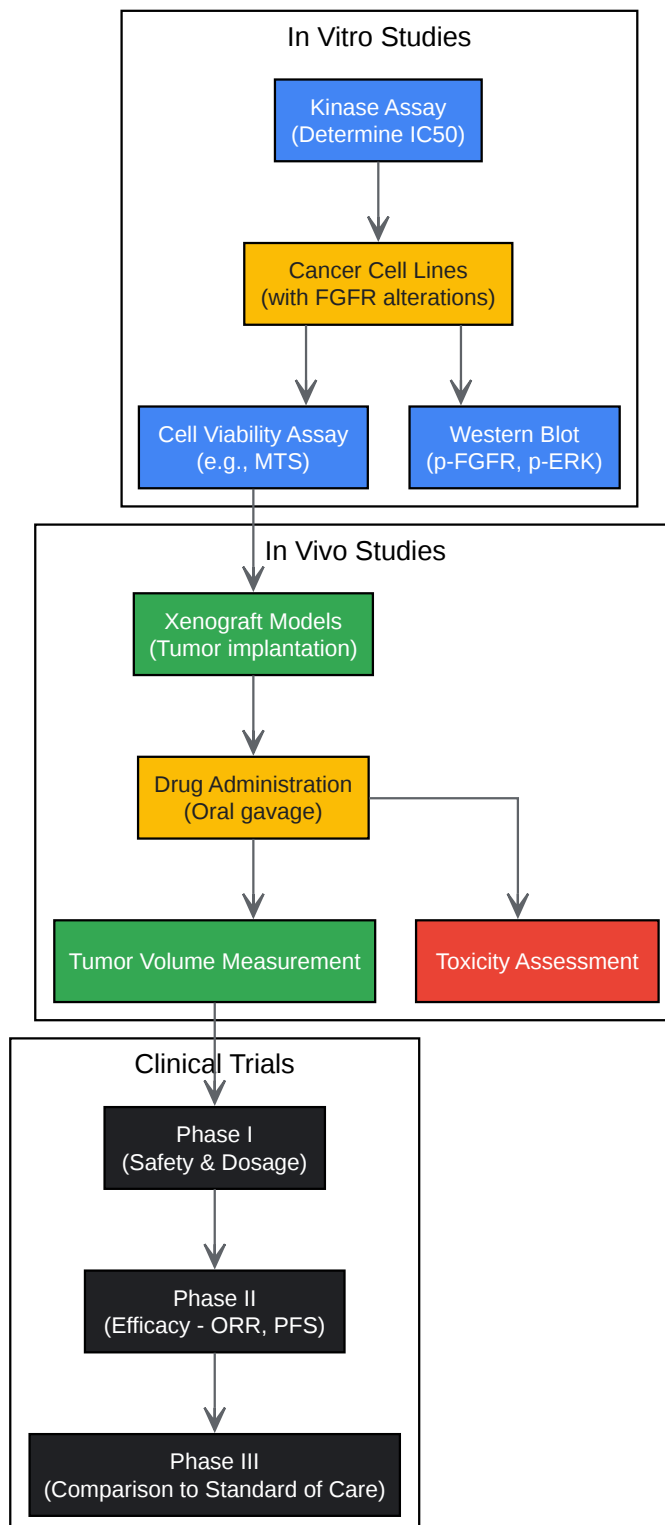 In Vitro Studies
Kinase Assay
(Determine IC50)
Cancer Cell Lines
(with FGFR alterations)
Cell Viability Assay
(e.g., MTS)
Western Blot
(p-FGFR, p-ERK)
In Vivo Studies
Xenograft Models
(Tumor implantation)
Drug Administration
(Oral gavage)
Tumor Volume Measurement
Toxicity Assessment
Clinical Trials
Phase I
(Safety & Dosage)
Phase II
(Efficacy - ORR, PFS)
Phase III
(Comparison to Standard of Care)